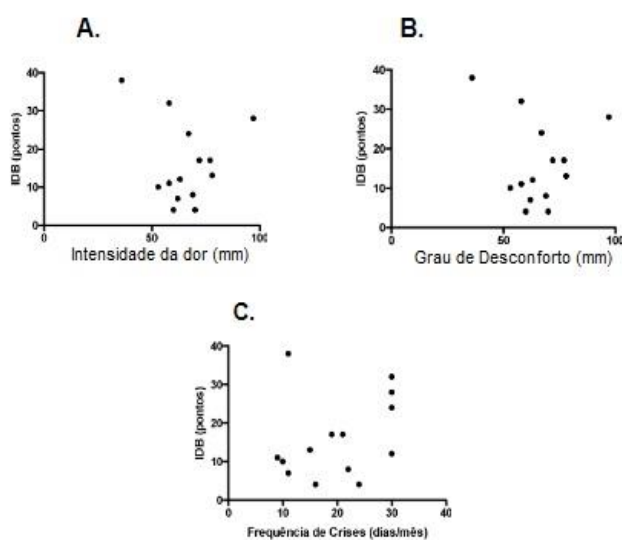 A.
IDB (pontos)
40
30
20
10
0
0
50
100
Intensidade da dor (mm)
B.
IDB (pontos)
40
30
20
10
0
0
50
100
Grau de Desconforto (mm)
C.
IDB (pontos)
40
30
20
10
0
0
10
20
30
40
Frequência de Crises (dias/mês)